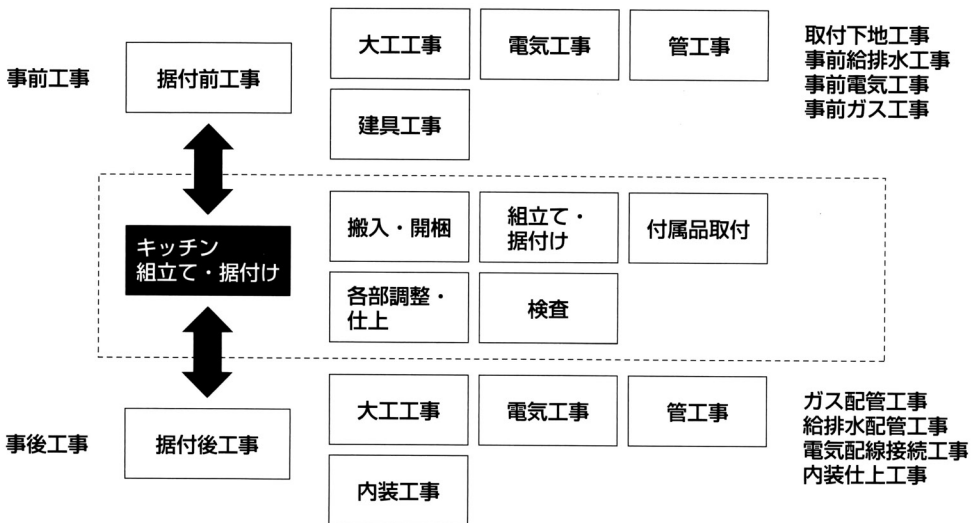 事前工事
据付前工事
大工工事
電気工事
管工事
建具工事
取付下地工事
事前給排水工事
事前電気工事
事前ガス工事
キッチン
組立て・据付け
搬入・開梱
組立て・
据付け
付属品取付
各部調整・
仕上
検査
事後工事
据付後工事
大工工事
電気工事
管工事
内装工事
ガス配管工事
給排水配管工事
電気配線接続工事
内装仕上工事